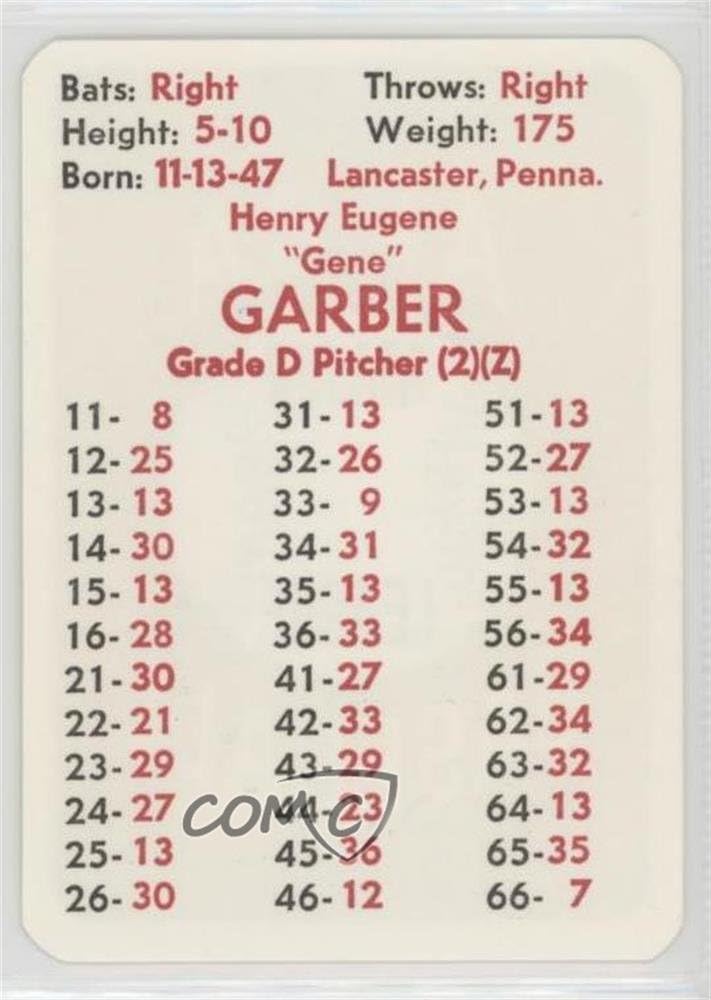 Bats: Right Throws: Right
Height: 5-10 Weight: 175
Born: 11-13-47 Lancaster, Penna.
Henry Eugene
"Gene"
GARBER
Grade D Pitcher (2)(Z)
11- 8 31-13 51-13
12-25 32-26 52-27
13-13 33- 9 53-13
14-30 34-31 54-32
15-13 35-13 55-13
16-28 36-33 56-34
21-30 41-27 61-29
22-21 42-33 62-34
23-29 43-29 63-32
24-27 44-23 64-13
25-13 45-36 65-35
26-30 46-12 66- 7
COMC